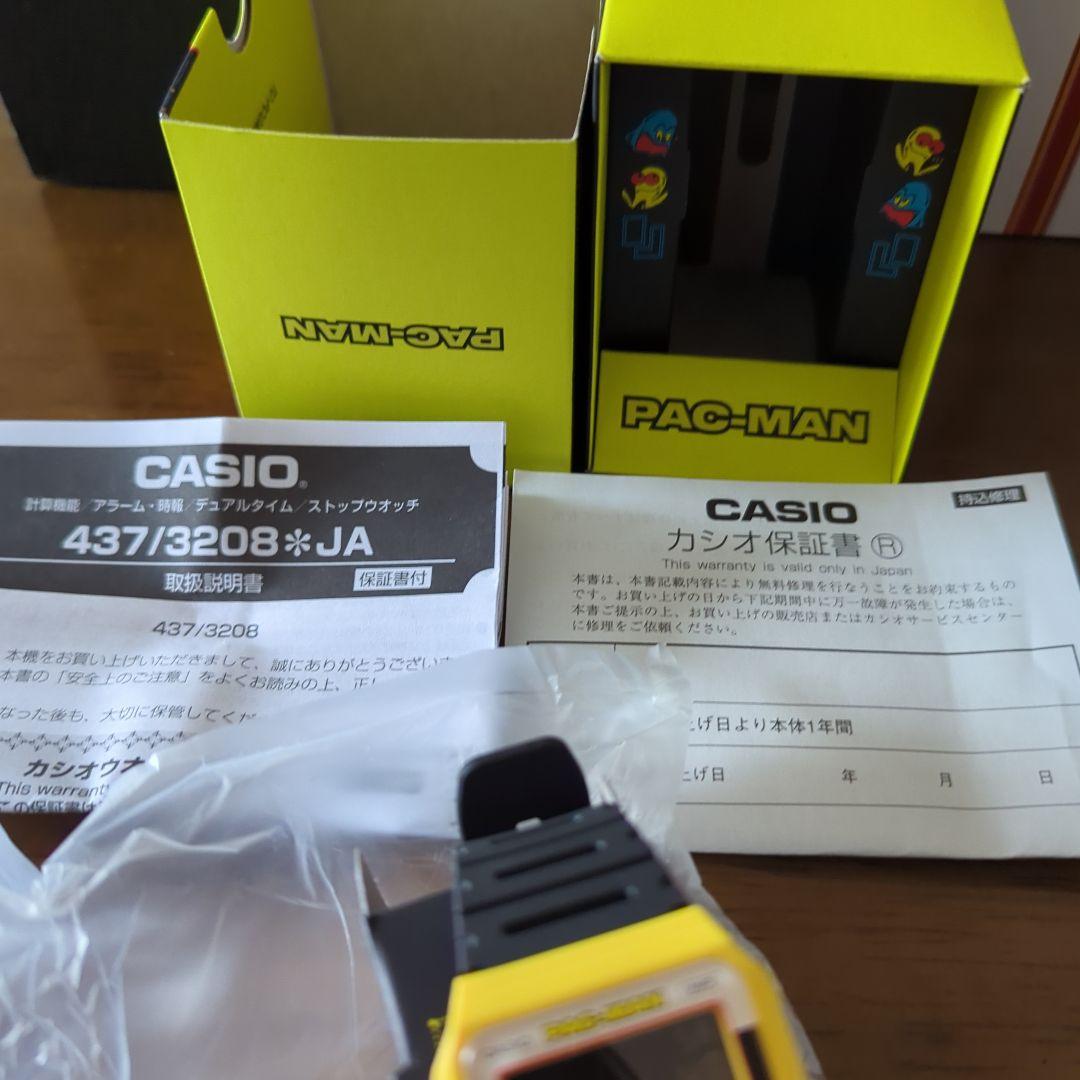 PAC-MAN
PAC-MAN
CASIO®
計算機能/アラーム・時報/デュアルタイム/ストップウオッチ
437/3208*JA
取扱説明書
保証書付
437/3208
本機をお買い上げいただきまして、誠にありがとうござい
本書の「安全上のご注意」をよくお読みの上、正し
なった後も、大切に保管してくだ
カシオウオ
This warrant
この保証書は
CASIO
持込修理
カシオ保証書 Ⓡ
This warranty is valid only in Japan
本書は、本書記載内容により無料修理を行なうことをお約束するもの
です。お買い上げの日から下記期間中に万一故障が発生した場合は、
本書ご提示の上、お買い上げの販売店またはカシオサービスセンター
に修理をご依頼ください。
上げ日より本体1年間
上げ日 年 月 日
PAC-MAN